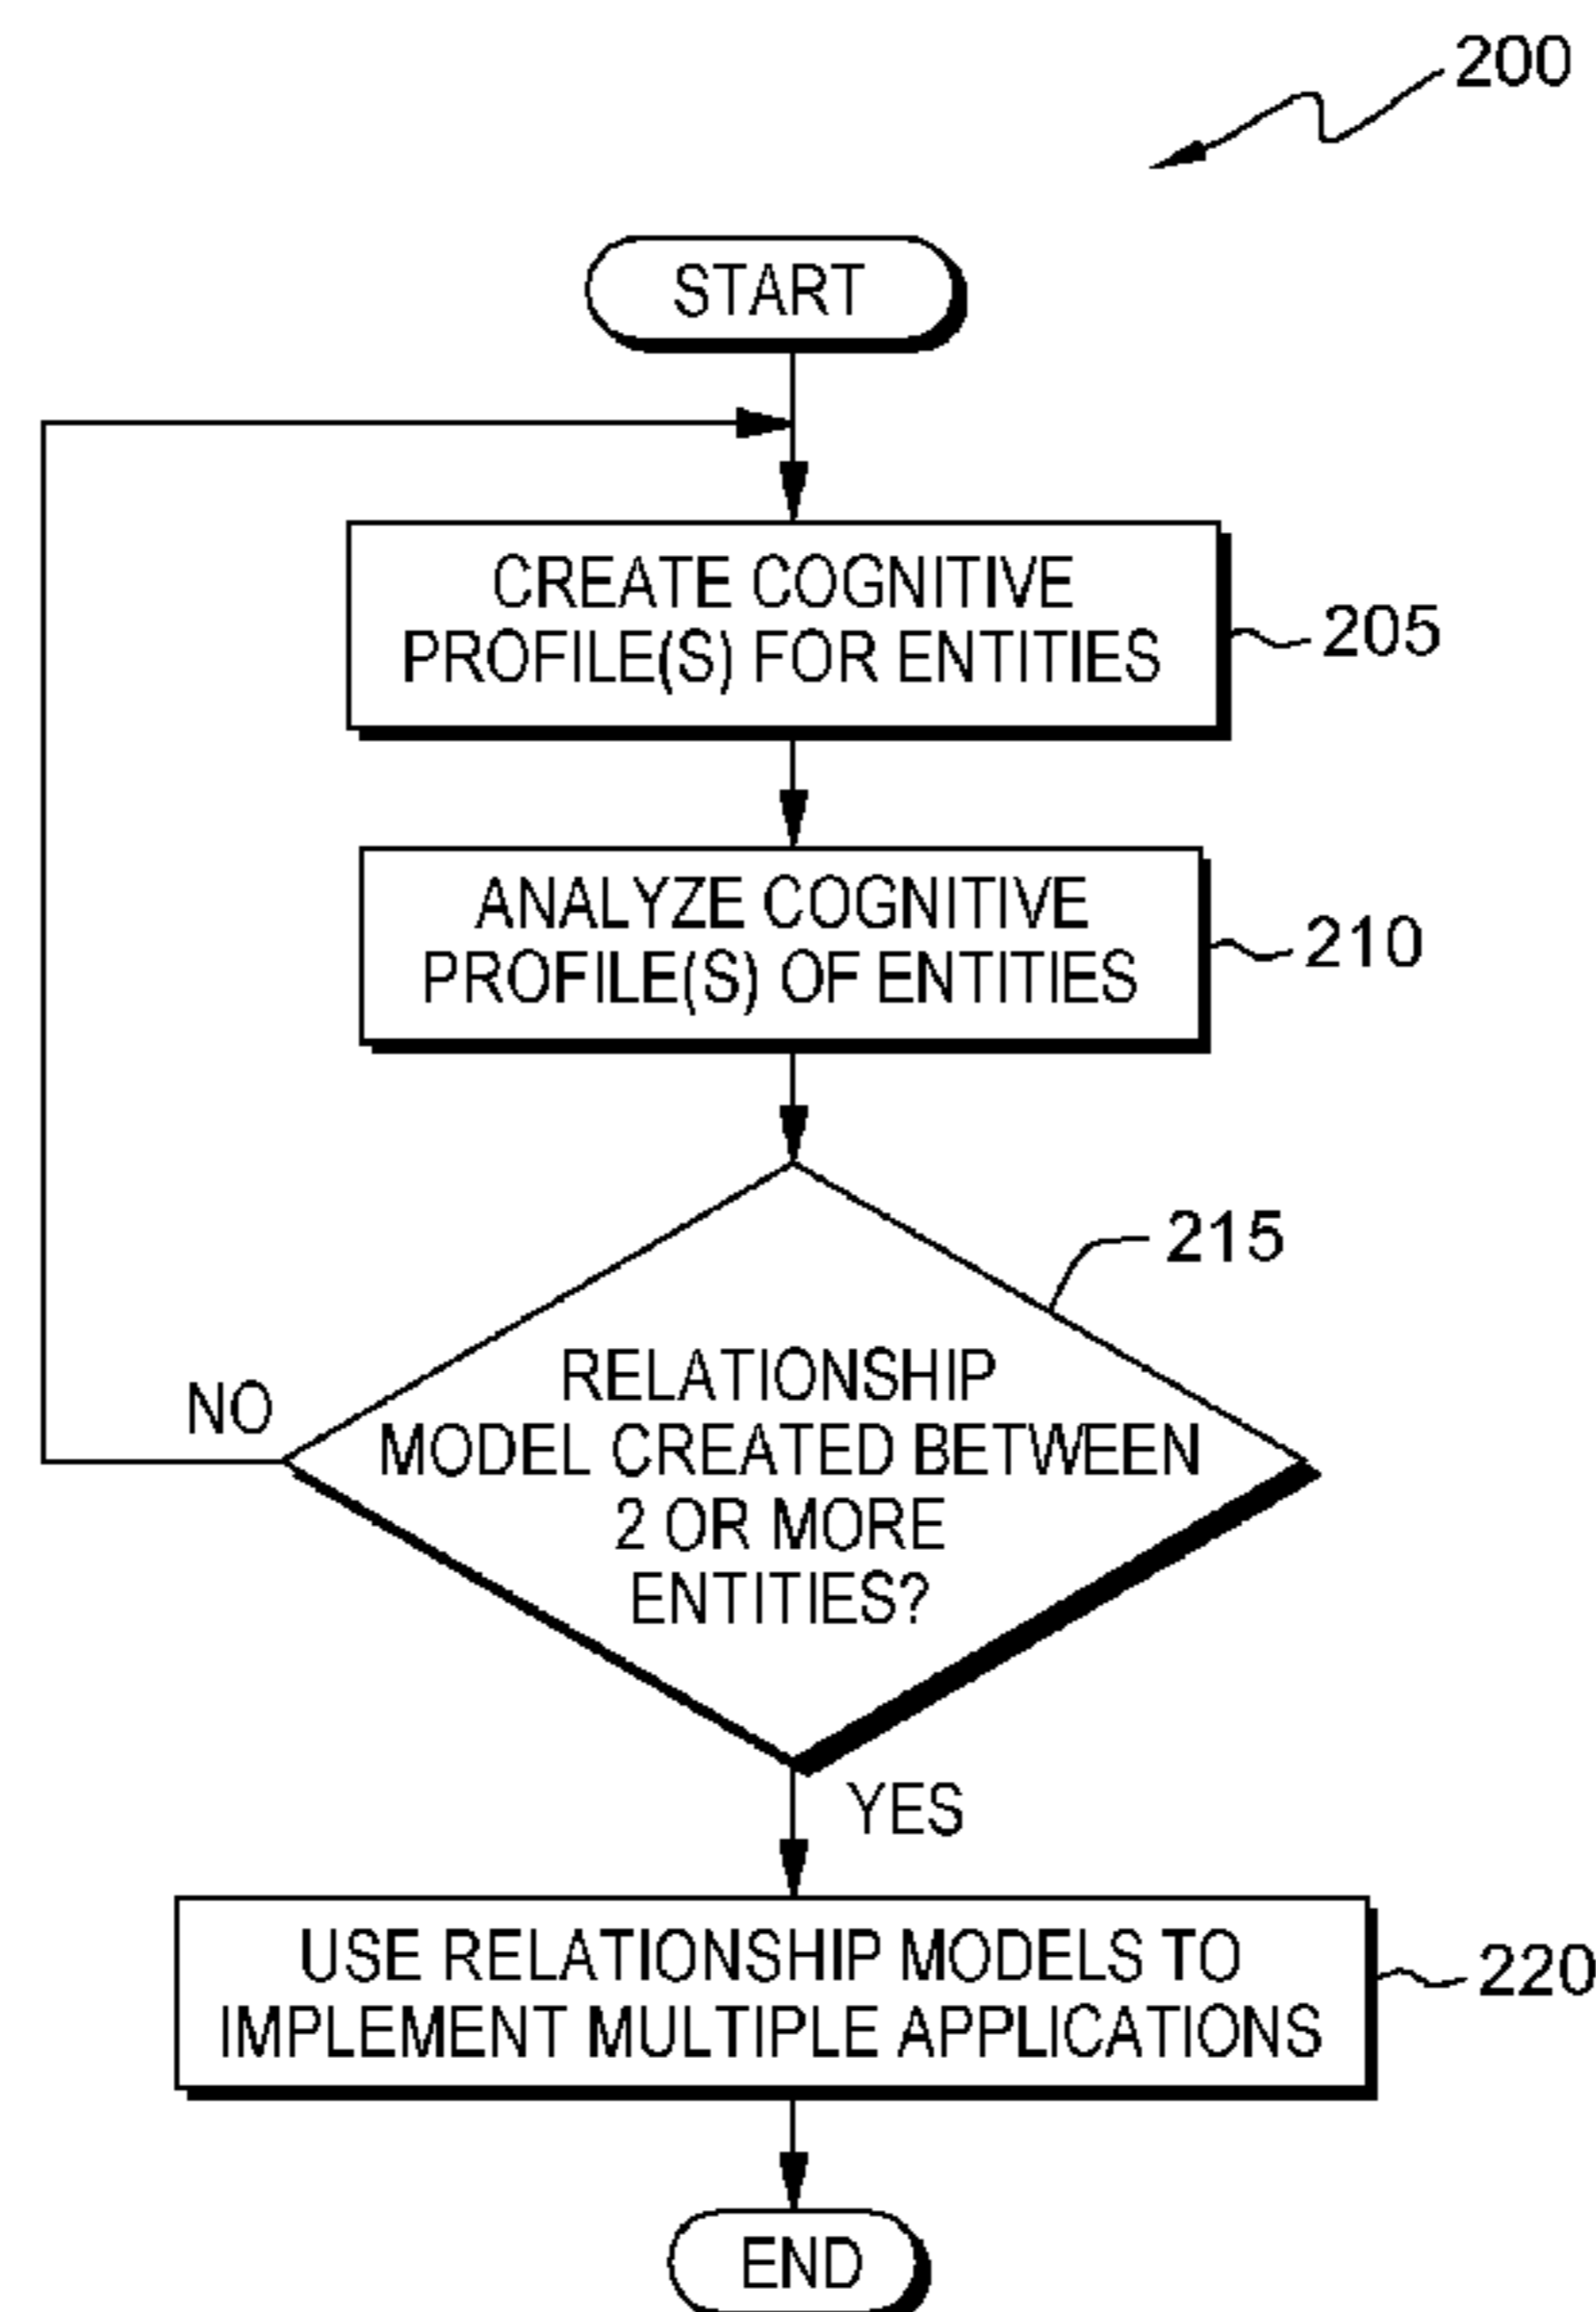 200
START
CREATE COGNITIVE
PROFILE(S) FOR ENTITIES
205
ANALYZE COGNITIVE
PROFILE(S) OF ENTITIES
210
215
RELATIONSHIP
MODEL CREATED BETWEEN
2 OR MORE
ENTITIES?
NO
YES
USE RELATIONSHIP MODELS TO
IMPLEMENT MULTIPLE APPLICATIONS
220
END